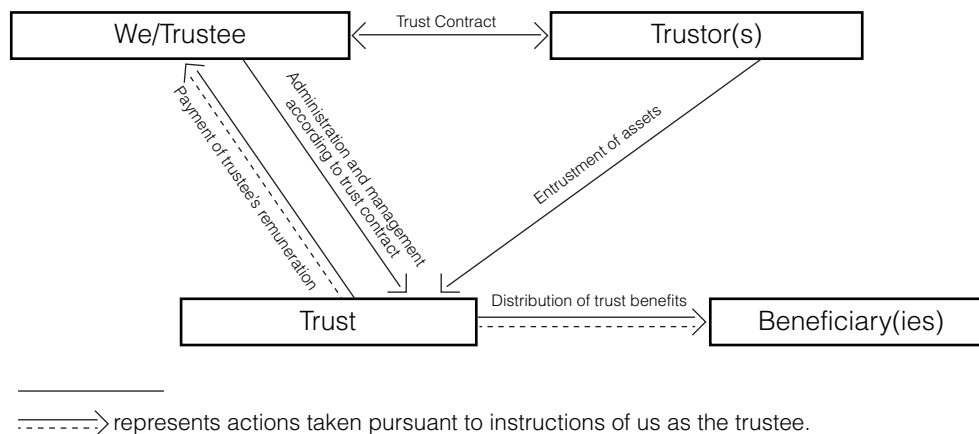 We/Trustee
Trust Contract
Trustor(s)
Payment of trustee's remuneration
Administration and management
according to trust contract
Entrustment of assets
Trust
Distribution of trust benefits
Beneficiary(ies)
represents actions taken pursuant to instructions of us as the trustee.